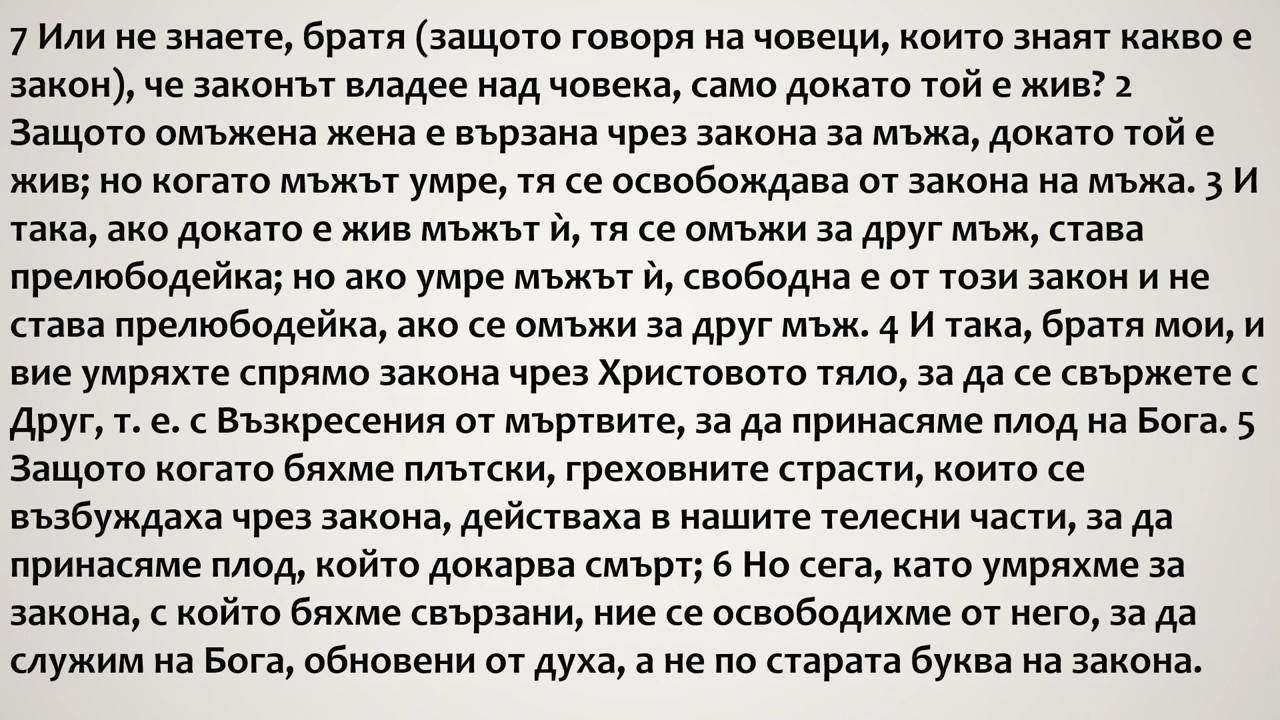 7 Или не знаете, братя (защото говоря на човеци, които знаят какво е
закон), че законът владее над човека, само докато той е жив? 2
Защото омъжена жена е вързана чрез закона за мъжа, докато той е
жив; но когато мъжът умре, тя се освобождава от закона на мъжа. 3 И
така, ако докато е жив мъжът ѝ, тя се омъжи за друг мъж, става
прелюбодейка; но ако умре мъжът ѝ, свободна е от този закон и не
става прелюбодейка, ако се омъжи за друг мъж. 4 И така, братя мои, и
вие умряхте спрямо закона чрез Христовото тяло, за да се свържете с
Друг, т. е. с Възкресения от мъртвите, за да принасяме плод на Бога. 5
Защото когато бяхме плътски, греховните страсти, които се
възбуждаха чрез закона, действаха в нашите телесни части, за да
принасяме плод, който докарва смърт; 6 Но сега, като умряхме за
закона, с който бяхме свързани, ние се освободихме от него, за да
служим на Бога, обновени от духа, а не по старата буква на закона.